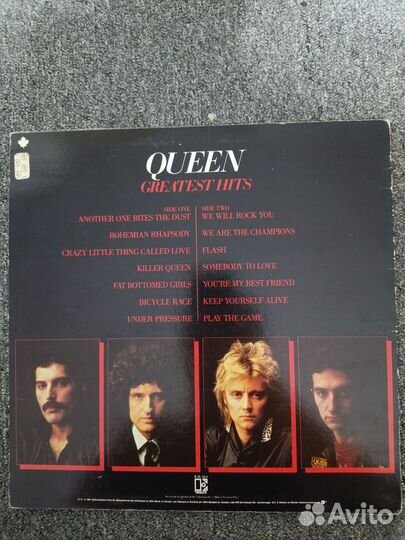 QUEEN
GREATEST HITS
SIDE ONE
ANOTHER ONE BITES THE DUST
BOHEMIAN RHAPSODY
CRAZY LITTLE THING CALLED LOVE
KILLER QUEEN
FAT BOTTOMED GIRLS
BICYCLE RACE
UNDER PRESSURE
SIDE TWO
WE WILL ROCK YOU
WE ARE THE CHAMPIONS
FLASH
SOMEBODY TO LOVE
YOU'RE MY BEST FRIEND
KEEP YOURSELF ALIVE
PLAY THE GAME
QUEEN
Avito